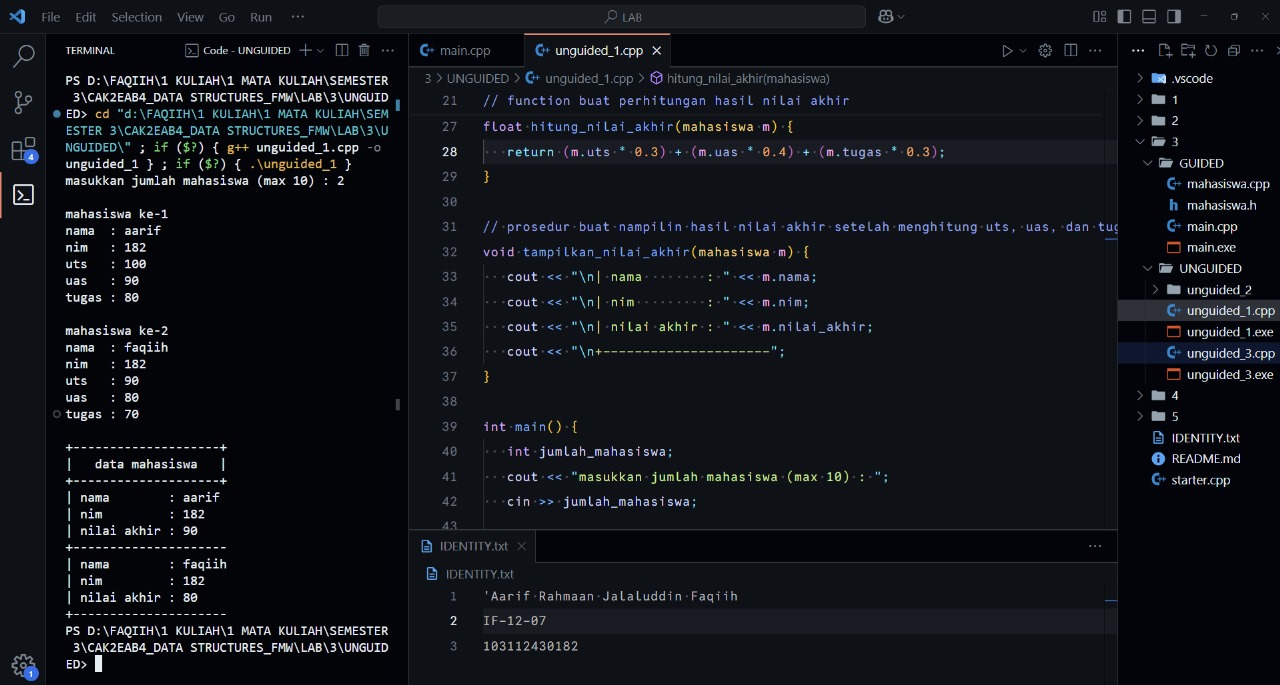 File Edit Selection View Go Run ··· LAB
TERMINAL Code - UNGUIDED
PS D:\FAQIIH\1 KULIAH\1 MATA KULIAH\SEMESTER
3\CAK2EAB4_DATA STRUCTURES_FMW\LAB\3\UNGUID
ED> cd "d:\FAQIIH\1 KULIAH\1 MATA KULIAH\SEM
ESTER 3\CAK2EAB4_DATA STRUCTURES_FMW\LAB\3\U
NGUIDED\" ; if ($?) { g++ unguided_1.cpp -o
unguided_1 } ; if ($?) { .\unguided_1 }
masukkan jumlah mahasiswa (max 10) : 2
mahasiswa ke-1
nama : aarif
nim : 182
uts : 100
uas : 90
tugas : 80
mahasiswa ke-2
nama : faqiih
nim : 182
uts : 90
uas : 80
tugas : 70
+-------------------+
| data mahasiswa |
+-------------------+
| nama : aarif
| nim : 182
| nilai akhir : 90
+-------------------
| nama : faqiih
| nim : 182
| nilai akhir : 80
+-------------------
PS D:\FAQIIH\1 KULIAH\1 MATA KULIAH\SEMESTER
3\CAK2EAB4_DATA STRUCTURES_FMW\LAB\3\UNGUID
ED>
4
1
main.cpp unguided_1.cpp
3 > UNGUIDED > unguided_1.cpp > hitung_nilai_akhir(mahasiswa)
21 // function buat perhitungan hasil nilai akhir
27 float hitung_nilai_akhir(mahasiswa m) {
28 return (m.uts * 0.3) + (m.uas * 0.4) + (m.tugas * 0.3);
29 }
30
31 // prosedur buat nampilin hasil nilai akhir setelah menghitung uts, uas, dan tug
32 void tampilkan_nilai_akhir(mahasiswa m) {
33 cout << "\n| nama        : " << m.nama;
34 cout << "\n| nim         : " << m.nim;
35 cout << "\n| nilai akhir : " << m.nilai_akhir;
36 cout << "\n+---------------------";
37 }
38
39 int main() {
40 int jumlah_mahasiswa;
41 cout << "masukkan jumlah mahasiswa (max 10) : ";
42 cin >> jumlah_mahasiswa;
43
IDENTITY.txt
IDENTITY.txt
1 'Aarif Rahmaan Jalaluddin Faqiih
2 IF-12-07
3 103112430182
.vscode
1
2
3
GUIDED
mahasiswa.cpp
mahasiswa.h
main.cpp
main.exe
UNGUIDED
unguided_2
unguided_1.cpp
unguided_1.exe
unguided_3.cpp
unguided_3.exe
4
5
IDENTITY.txt
README.md
starter.cpp